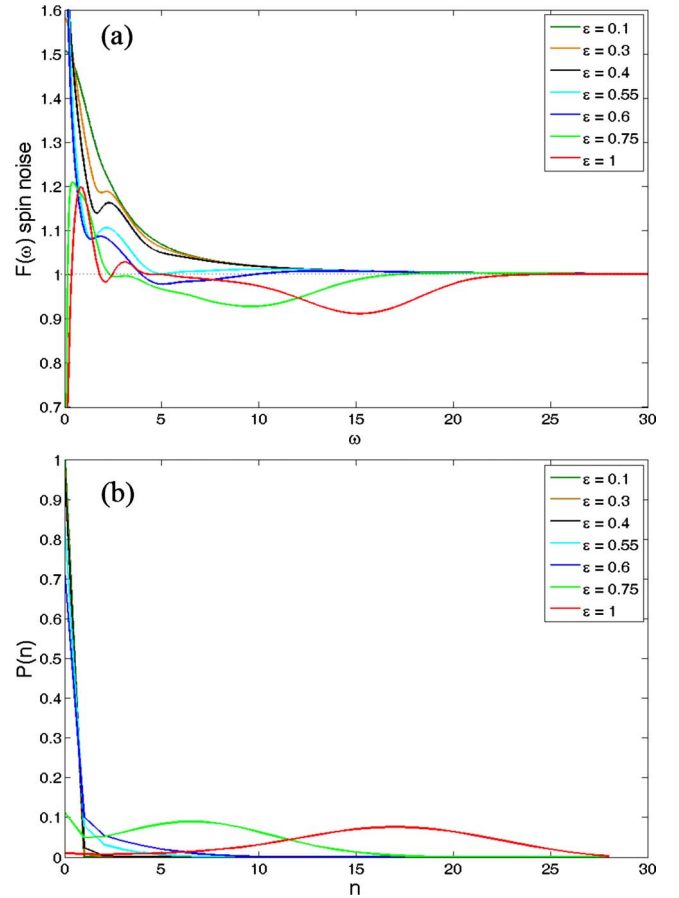 (a)
F(ω) spin noise
1.6
1.5
1.4
1.3
1.2
1.1
1
0.9
0.8
0.7
ε = 0.1
ε = 0.3
ε = 0.4
ε = 0.55
ε = 0.6
ε = 0.75
ε = 1
0 5 10 15 20 25 30
ω
(b)
P(n)
1
0.9
0.8
0.7
0.6
0.5
0.4
0.3
0.2
0.1
0
ε = 0.1
ε = 0.3
ε = 0.4
ε = 0.55
ε = 0.6
ε = 0.75
ε = 1
0 5 10 15 20 25 30
n